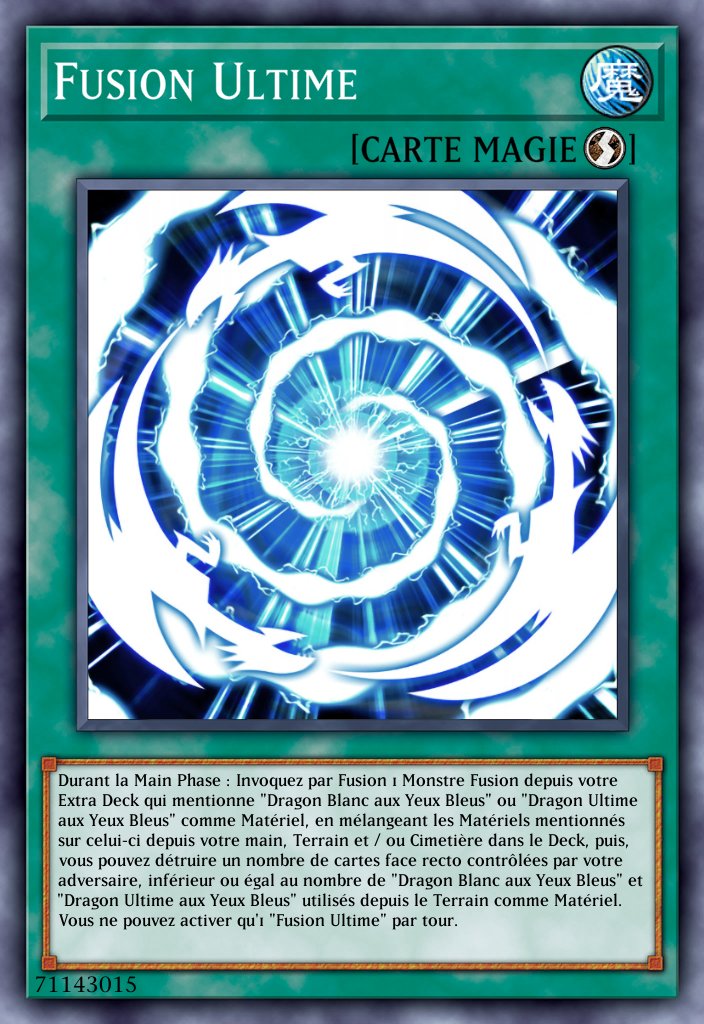 Fusion Ultime
魔
[CARTE MAGIE]
Durant la Main Phase : Invoquez par Fusion 1 Monstre Fusion depuis votre
Extra Deck qui mentionne "Dragon Blanc aux Yeux Bleus" ou "Dragon Ultime
aux Yeux Bleus" comme Matériel, en mélangeant les Matériels mentionnés
sur celui-ci depuis votre main, Terrain et / ou Cimetière dans le Deck, puis,
vous pouvez détruire un nombre de cartes face recto contrôlées par votre
adversaire, inférieur ou égal au nombre de "Dragon Blanc aux Yeux Bleus" et
"Dragon Ultime aux Yeux Bleus" utilisés depuis le Terrain comme Matériel.
Vous ne pouvez activer qu'1 "Fusion Ultime" par tour.
71143015